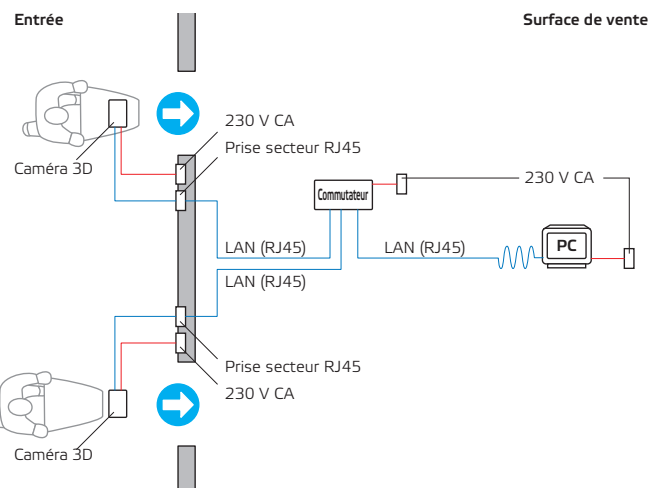 Entrée
Surface de vente
230 V CA
Prise secteur RJ45
Caméra 3D
230 V CA
Commutateur
PC
LAN (RJ45)
LAN (RJ45)
LAN (RJ45)
Prise secteur RJ45
230 V CA
Caméra 3D